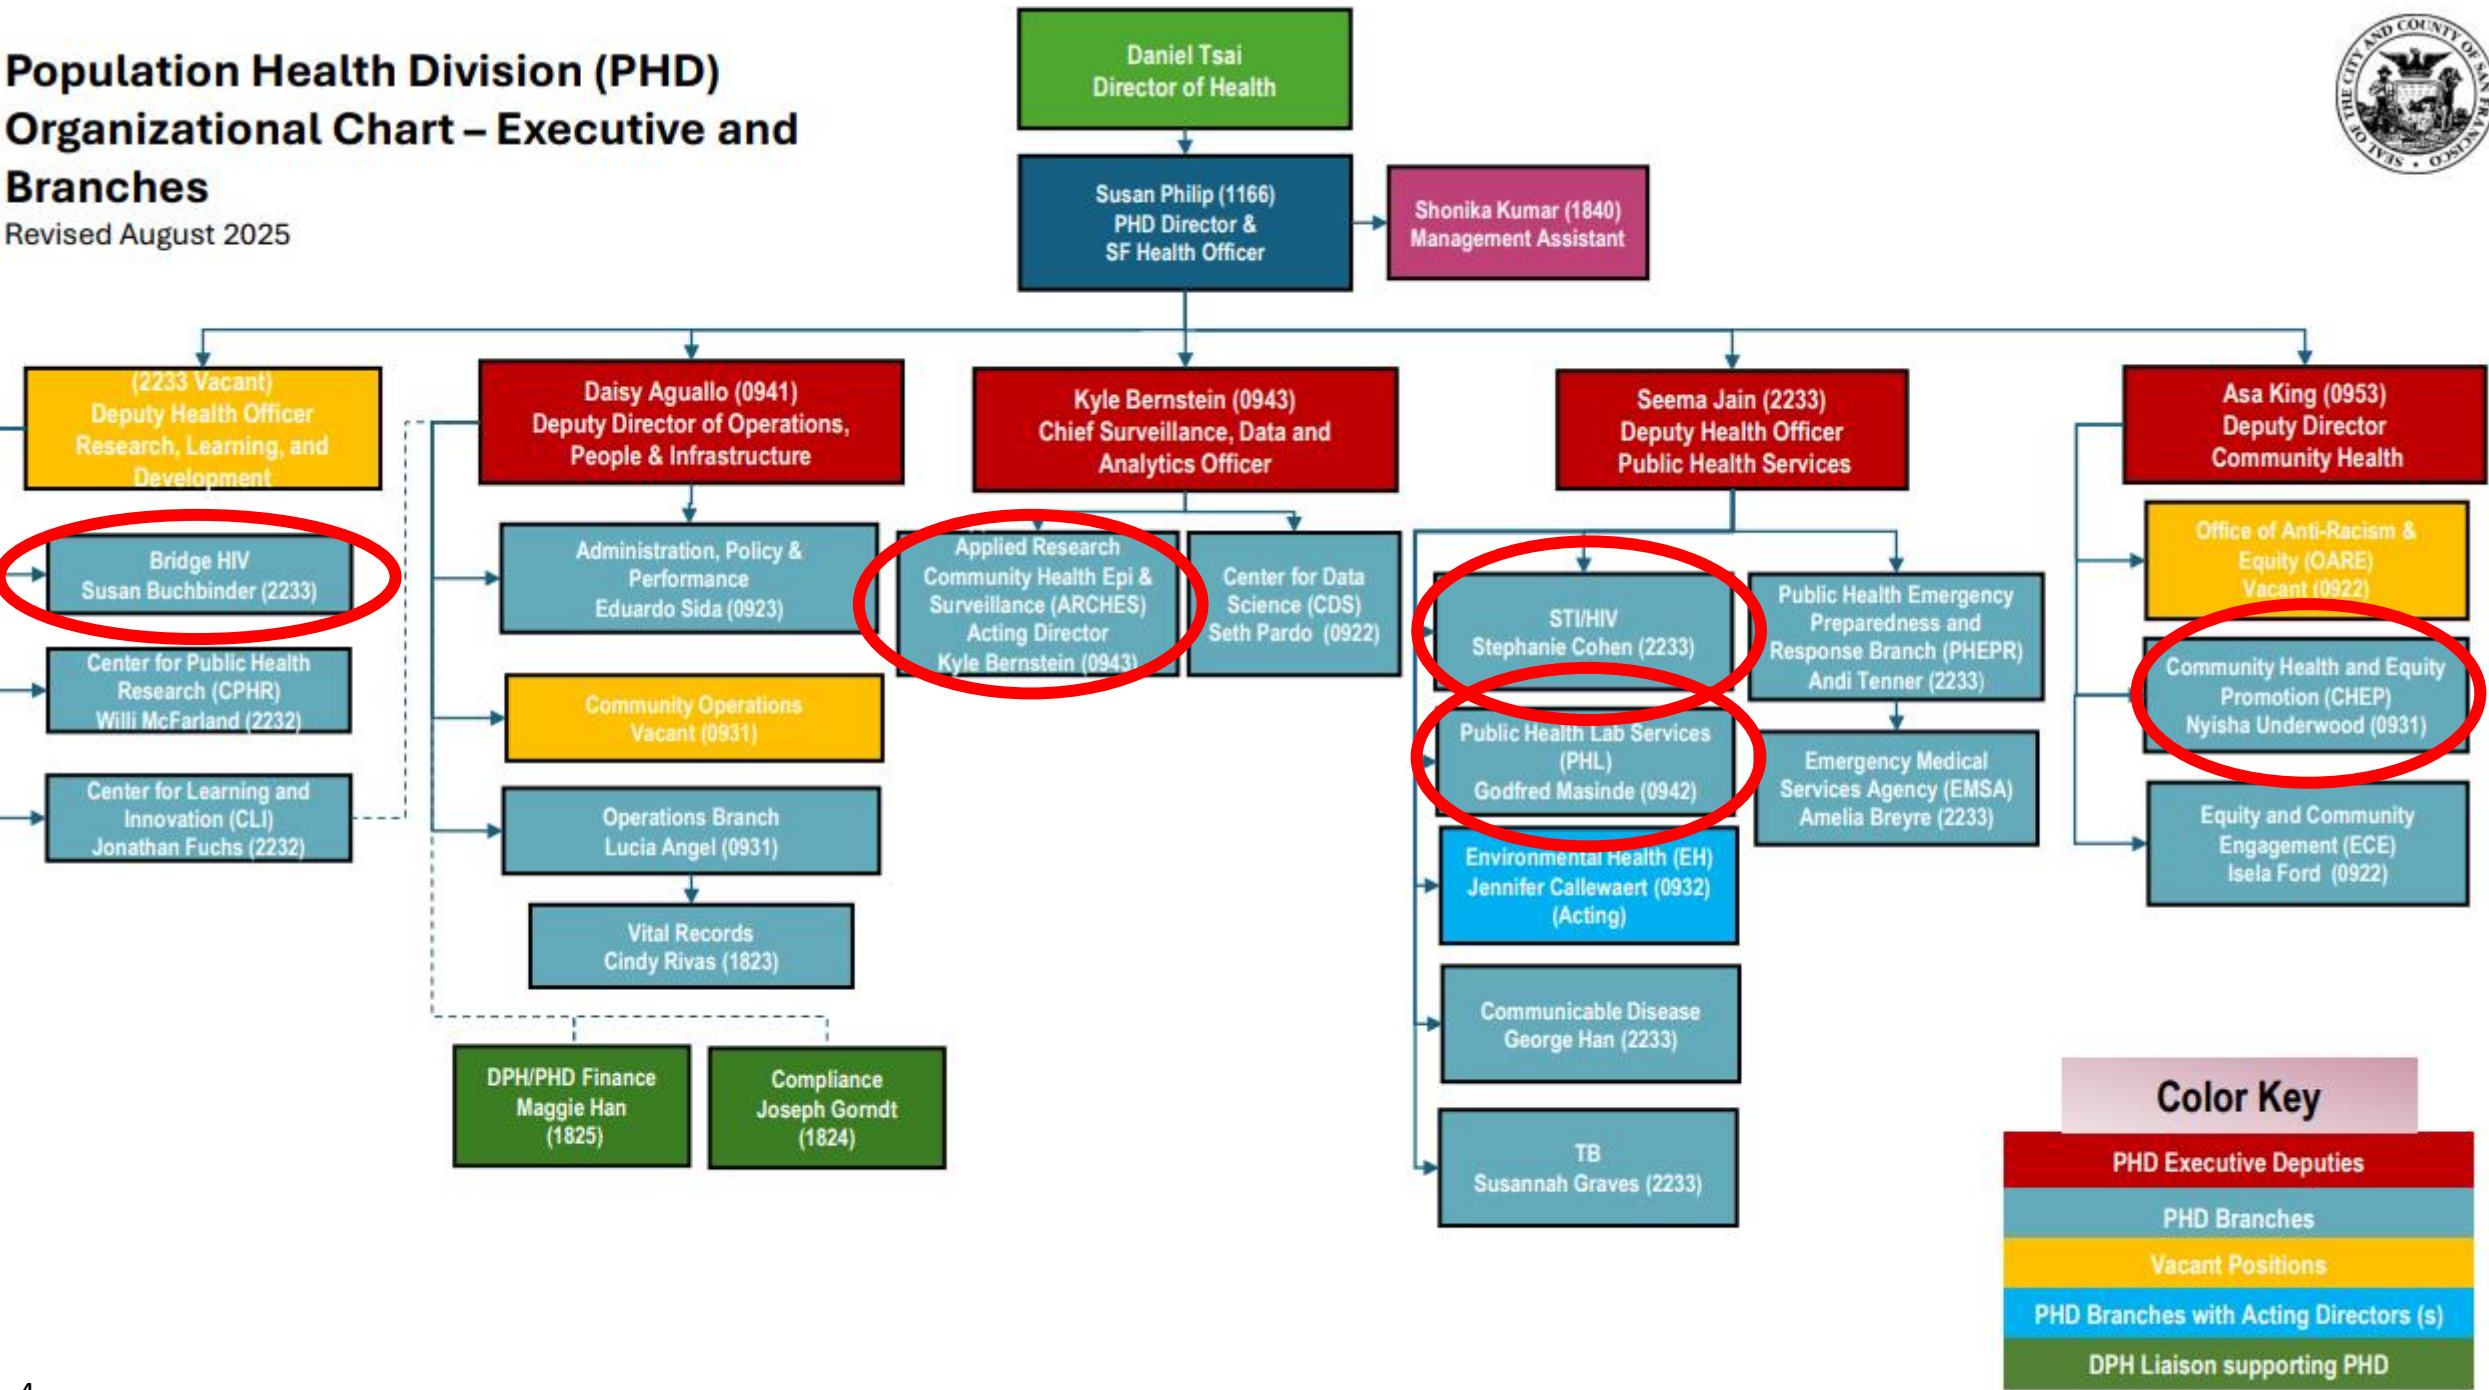 Population Health Division (PHD)
Organizational Chart – Executive and
Branches
Revised August 2025
Daniel Tsai
Director of Health
THE CITY AND COUNTY OF SAN FRANCISCO
SEAL OF
Susan Philip (1166)
PHD Director &
SF Health Officer
Shonika Kumar (1840)
Management Assistant
(2233 Vacant)
Deputy Health Officer
Research, Learning, and
Development
Bridge HIV
Susan Buchbinder (2233)
Center for Public Health
Research (CPHR)
Willi McFarland (2232)
Center for Learning and
Innovation (CLI)
Jonathan Fuchs (2232)
Daisy Aguallo (0941)
Deputy Director of Operations,
People & Infrastructure
Administration, Policy &
Performance
Eduardo Sida (0923)
Community Operations
Vacant (0931)
Operations Branch
Lucia Angel (0931)
Vital Records
Cindy Rivas (1823)
DPH/PHD Finance
Maggie Han
(1825)
Compliance
Joseph Gorndt
(1824)
Kyle Bernstein (0943)
Chief Surveillance, Data and
Analytics Officer
Applied Research
Community Health Epi &
Surveillance (ARCHES)
Acting Director
Kyle Bernstein (0943)
Center for Data
Science (CDS)
Seth Pardo (0922)
Seema Jain (2233)
Deputy Health Officer
Public Health Services
STI/HIV
Stephanie Cohen (2233)
Public Health Lab Services
(PHL)
Godfred Masinde (0942)
Environmental Health (EH)
Jennifer Callewaert (0932)
(Acting)
Communicable Disease
George Han (2233)
TB
Susannah Graves (2233)
Public Health Emergency
Preparedness and
Response Branch (PHEPR)
Andi Tenner (2233)
Emergency Medical
Services Agency (EMSA)
Amelia Breyre (2233)
Asa King (0953)
Deputy Director
Community Health
Office of Anti-Racism &
Equity (OARE)
Vacant (0922)
Community Health and Equity
Promotion (CHEP)
Nyisha Underwood (0931)
Equity and Community
Engagement (ECE)
Isela Ford (0922)
Color Key
PHD Executive Deputies
PHD Branches
Vacant Positions
PHD Branches with Acting Directors (s)
DPH Liaison supporting PHD
4